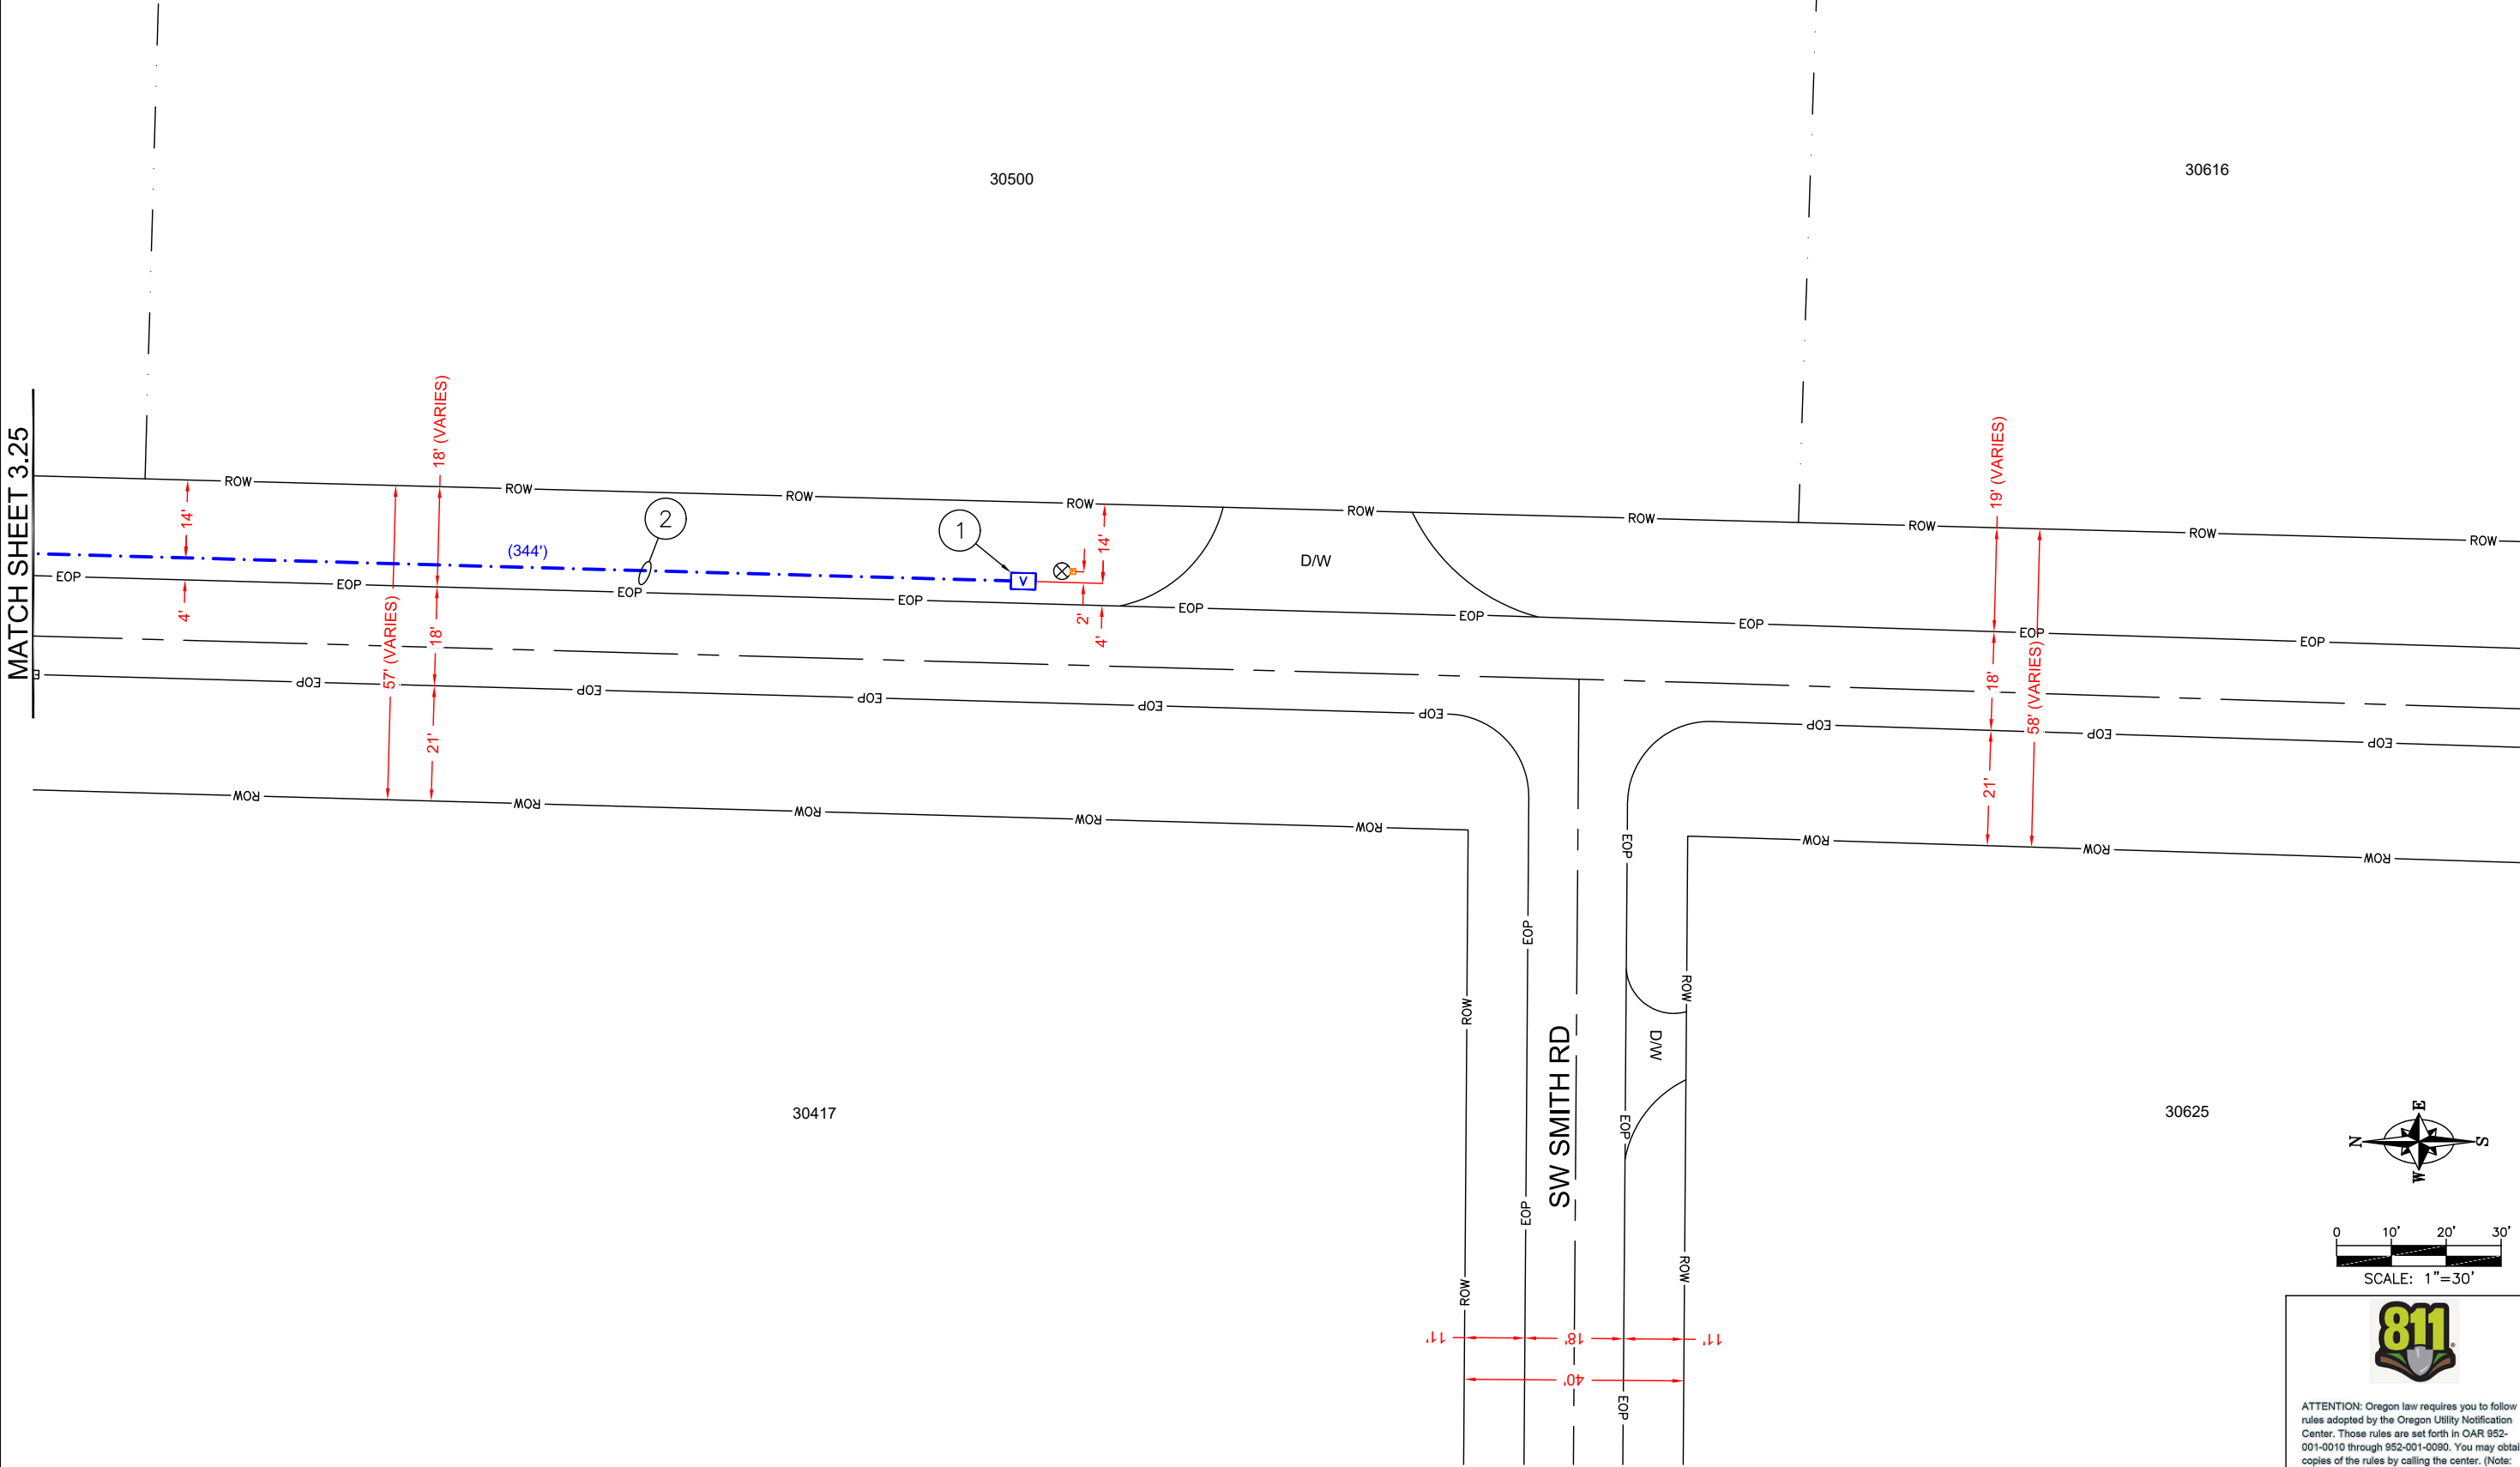 30500
30616
MATCH SHEET 3.25
18' (VARIES)
19' (VARIES)
ROW ROW ROW ROW ROW ROW ROW ROW ROW
14'
2
1
14'
(344')
V
D/W
EOP EOP EOP EOP EOP EOP EOP EOP EOP
4'
57' (VARIES)
18'
2'
4'
18'
58' (VARIES)
EOP EOP EOP EOP EOP EOP EOP EOP
21'
21'
ROW ROW ROW ROW ROW ROW ROW ROW
EOP
EOP
ROW
ROW
D/W
SW SMITH RD
30417
30625
EOP
EOP
ROW
ROW
11'
18'
11'
40'
EOP
E
N
S
W
0 10' 20' 30'
SCALE: 1"=30'
811
ATTENTION: Oregon law requires you to follow
rules adopted by the Oregon Utility Notification
Center. Those rules are set forth in OAR 952-
001-0010 through 952-001-0090. You may obtai
copies of the rules by calling the center. (Note: